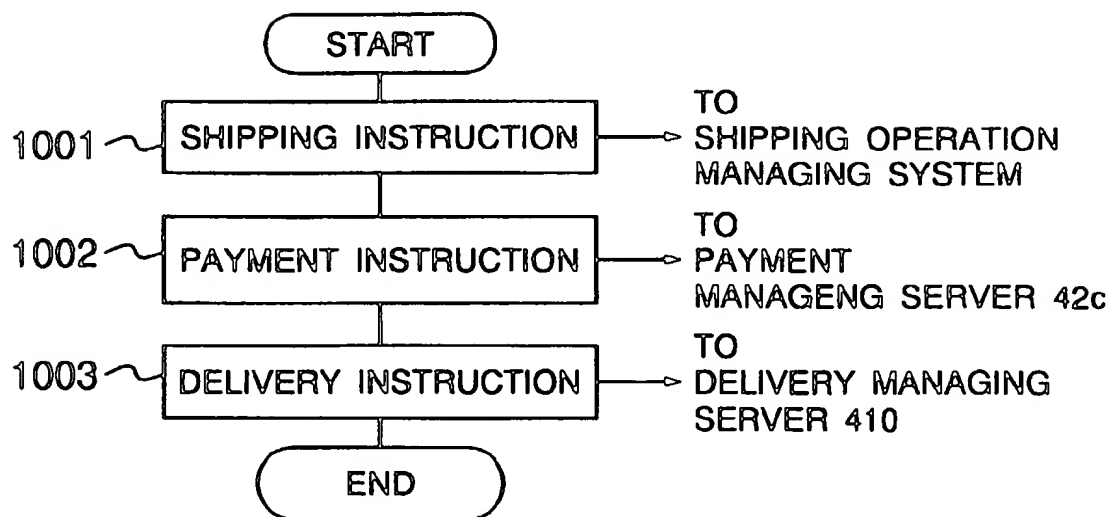 START
1001
SHIPPING INSTRUCTION
TO
SHIPPING OPERATION
MANAGING SYSTEM
1002
PAYMENT INSTRUCTION
TO
PAYMENT
MANAGENG SERVER 42c
1003
DELIVERY INSTRUCTION
TO
DELIVERY MANAGING
SERVER 410
END